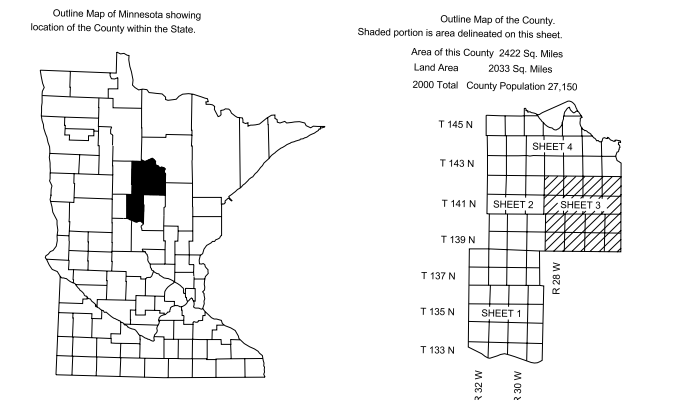 Outline Map of Minnesota showing
location of the County within the State.
Outline Map of the County.
Shaded portion is area delineated on this sheet.
Area of this County 2422 Sq. Miles
Land Area 2033 Sq. Miles
2000 Total County Population 27,150
T 145 N
SHEET 4
T 143 N
T 141 N
SHEET 2
SHEET 3
T 139 N
T 137 N
R 28 W
T 135 N
SHEET 1
T 133 N
R 32 W
R 30 W